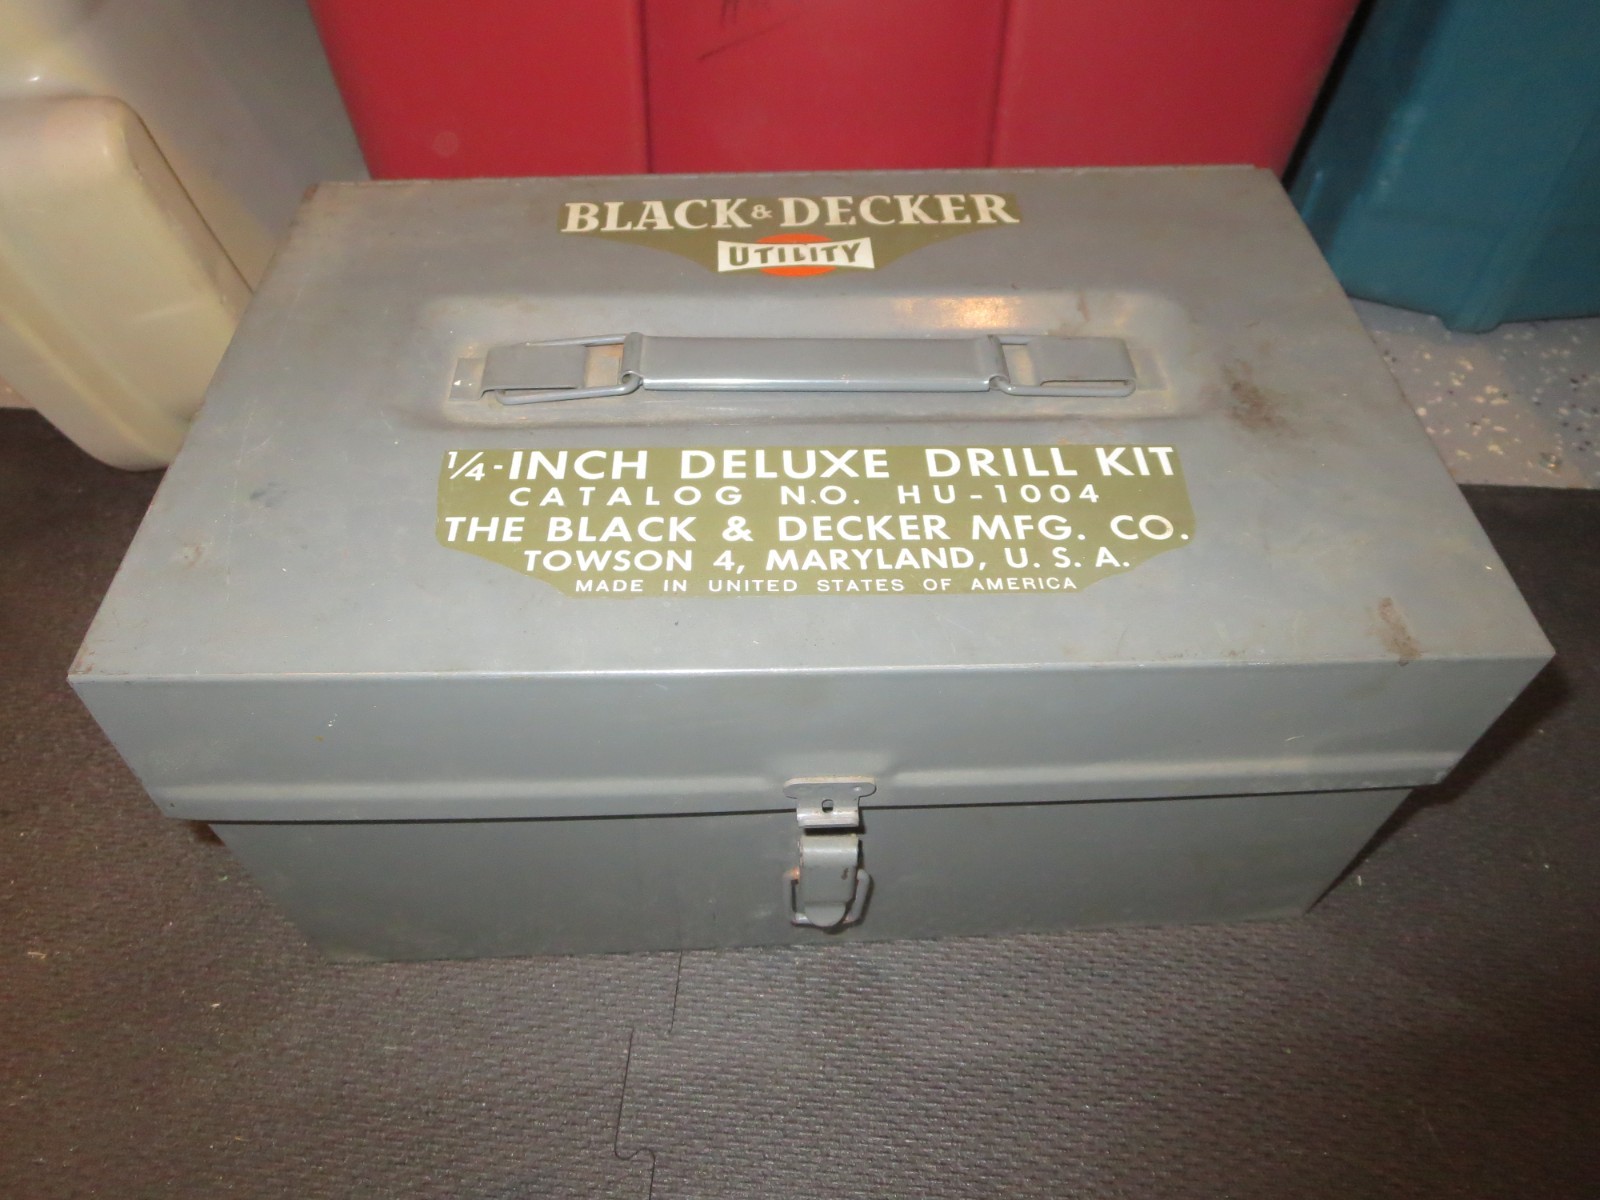 BLACK & DECKER
UTILITY
1/4-INCH DELUXE DRILL KIT
CATALOG N.O. HU-1004
THE BLACK & DECKER MFG. CO.
TOWSON 4, MARYLAND, U. S. A.
MADE IN UNITED STATES OF AMERICA